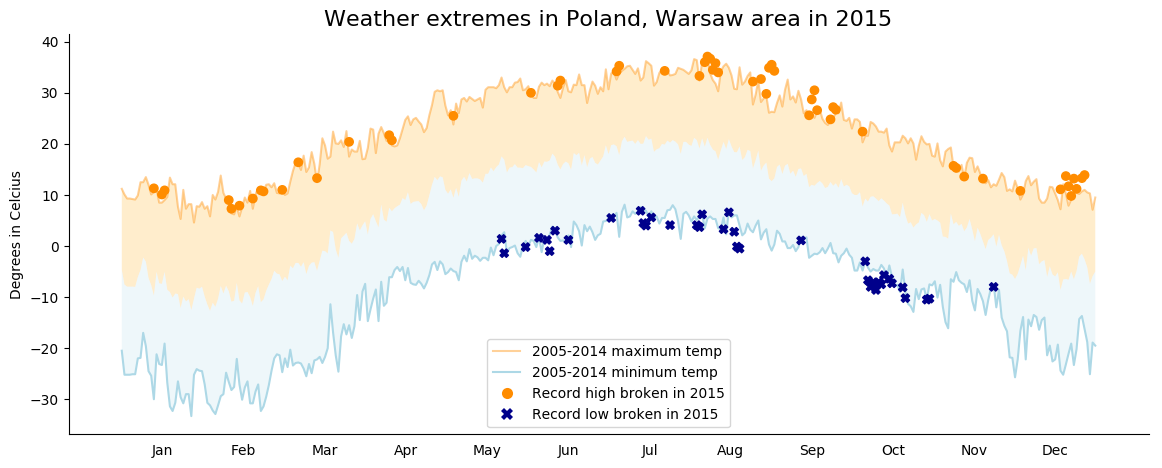 Weather extremes in Poland, Warsaw area in 2015
Degrees in Celcius
40
30
20
10
0
−10
−20
−30
2005-2014 maximum temp
2005-2014 minimum temp
Record high broken in 2015
Record low broken in 2015
Jan Feb Mar Apr May Jun Jul Aug Sep Oct Nov Dec